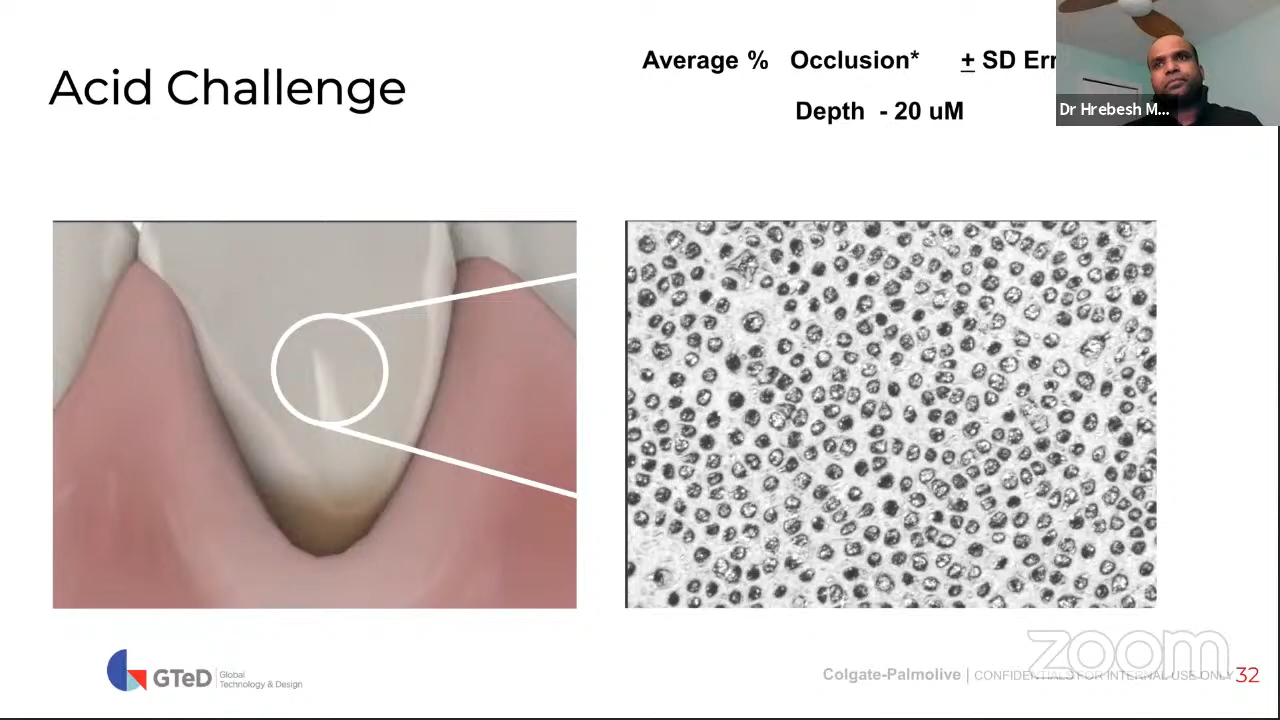 Acid Challenge
Average % Occlusion* ± SD Err
Depth - 20 uM
Dr Hrebesh M...
GTeD
Global
Technology & Design
Colgate-Palmolive | CONFIDENTIALS FOR INTERNAL USE ONLY
zoom
32